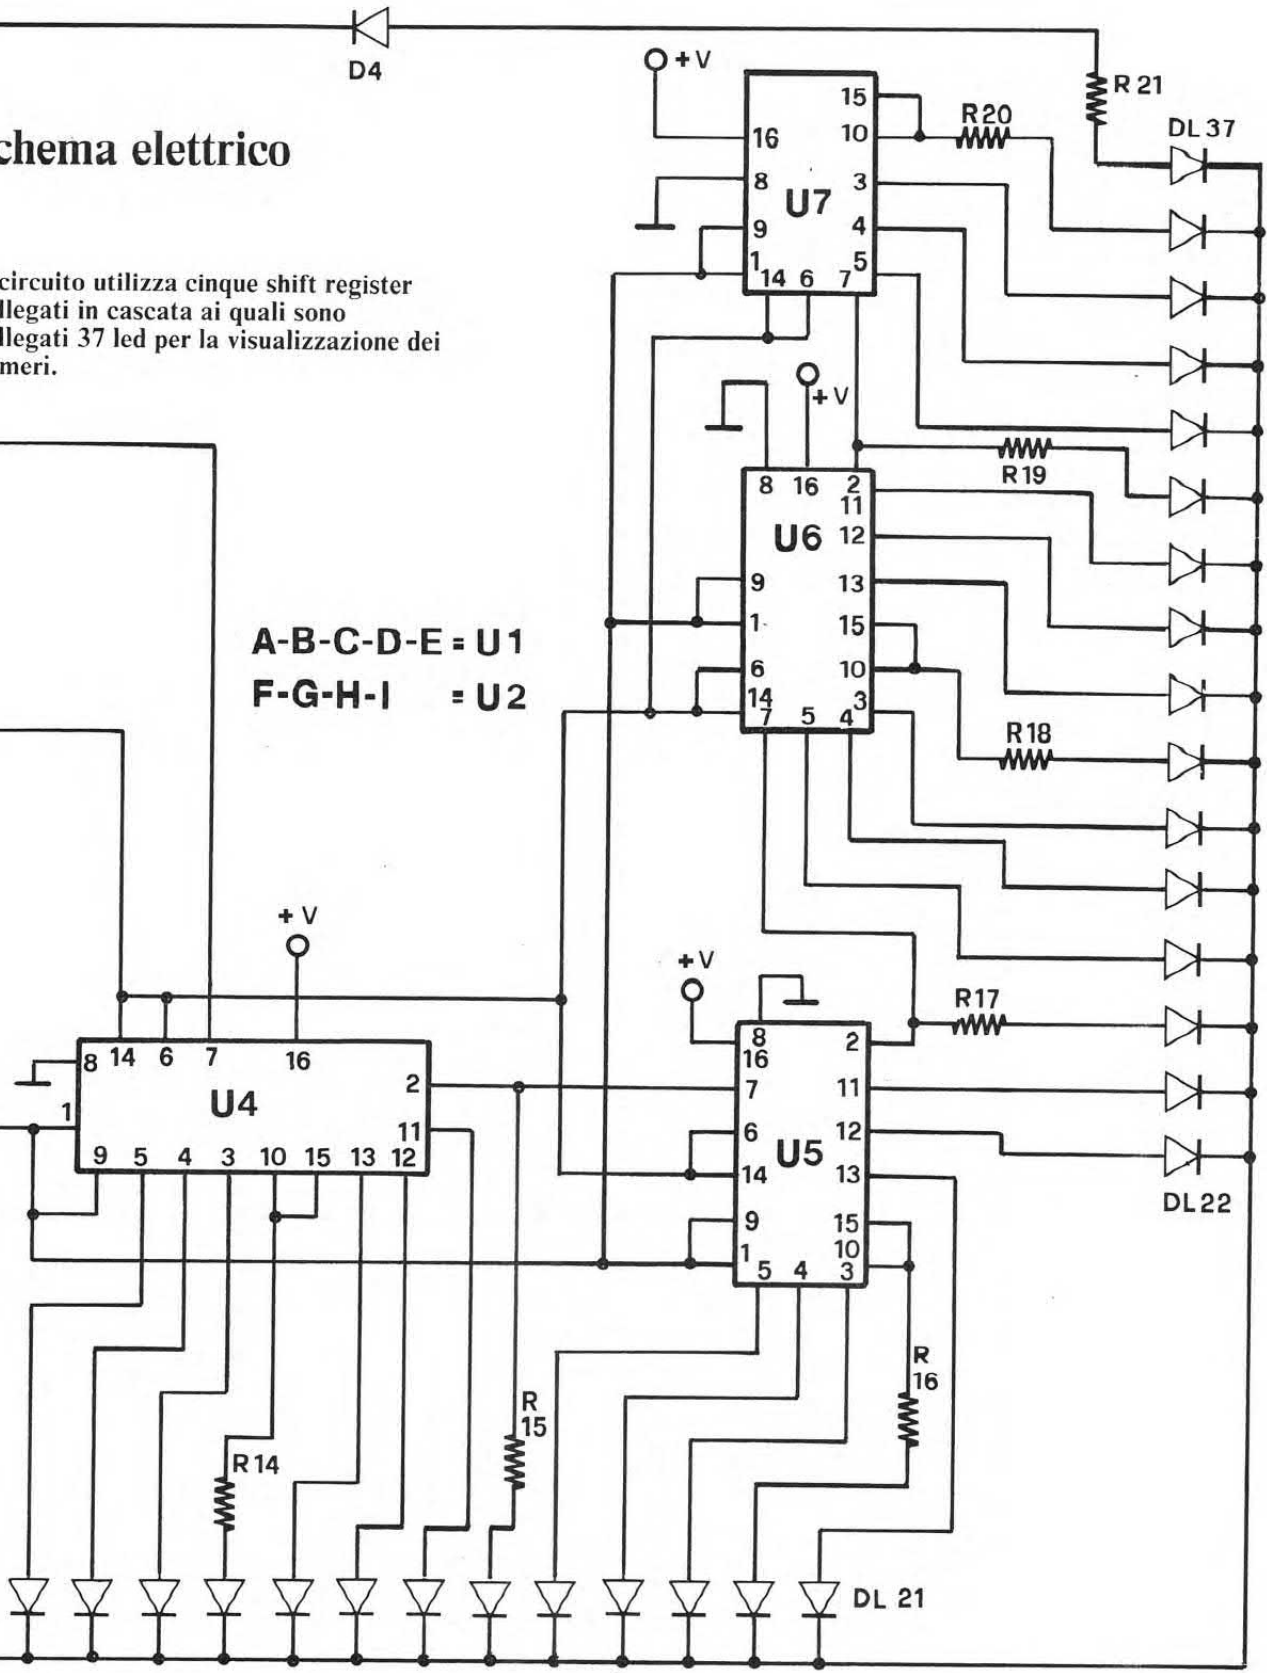 D4
R 21
DL 37
+ V
chema elettrico
circuito utilizza cinque shift register
llegati in cascata ai quali sono
llegati 37 led per la visualizzazione dei
meri.
15
16
10
R20
8
U7
3
9
4
1
14
6
7
5
+ V
R19
8
16
2
11
U6
12
9
13
1
15
6
10
14
3
7
5
4
R18
A-B-C-D-E = U1
F-G-H-I = U2
+ V
+ V
R17
8
14
6
7
16
2
U4
1
11
9
5
4
3
10
15
13
12
8
2
16
7
11
6
12
U5
14
13
9
15
1
10
5
4
3
DL22
R
16
R
15
R14
DL 21